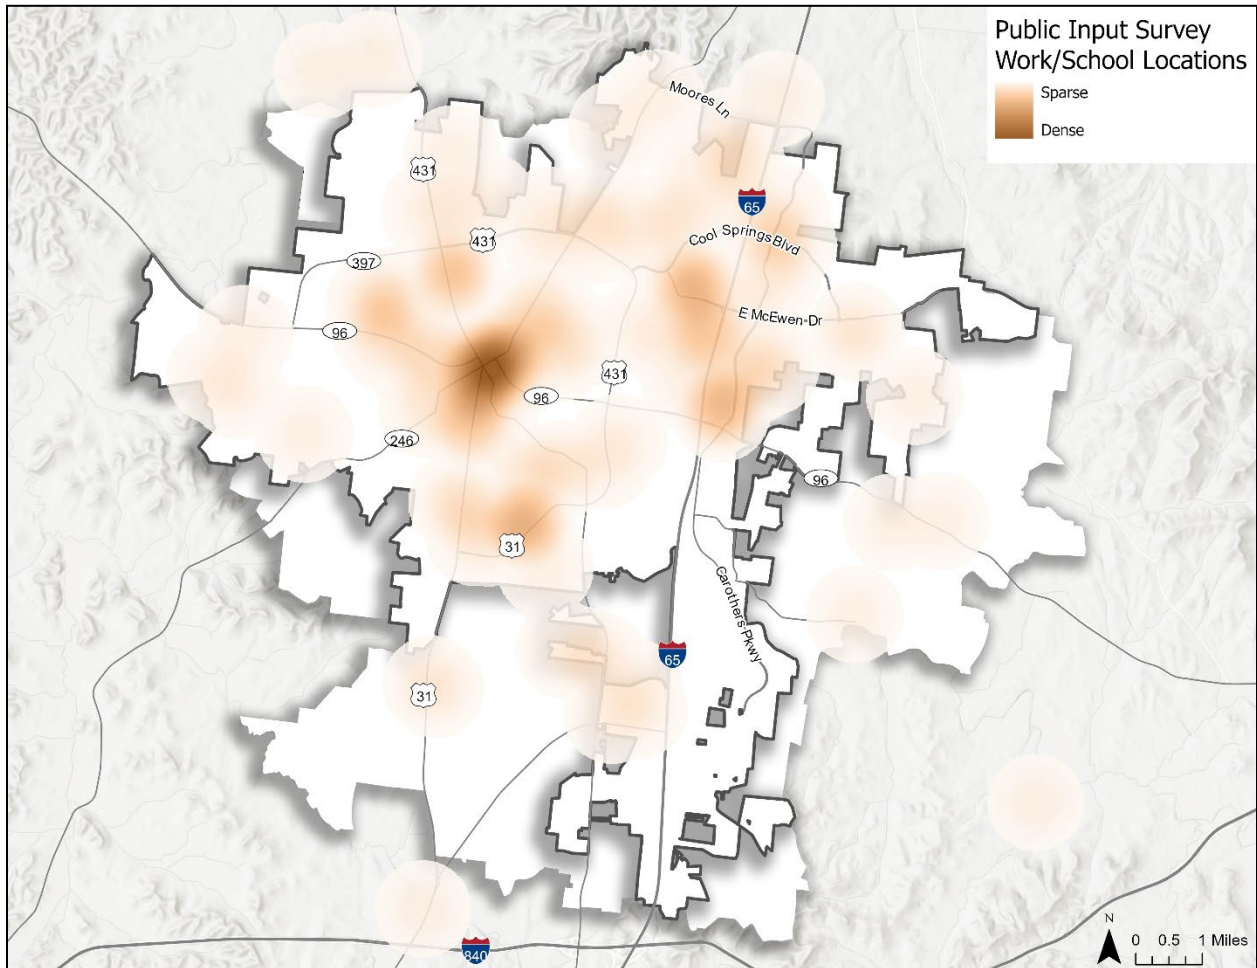 Public Input Survey
Work/School Locations
Sparse
Dense
Moores Ln
431
65
431
Cool Springs Blvd
397
E McEwen Dr
96
431
96
246
96
31
Carothers Pkwy
65
31
840
N
0 0.5 1 Miles